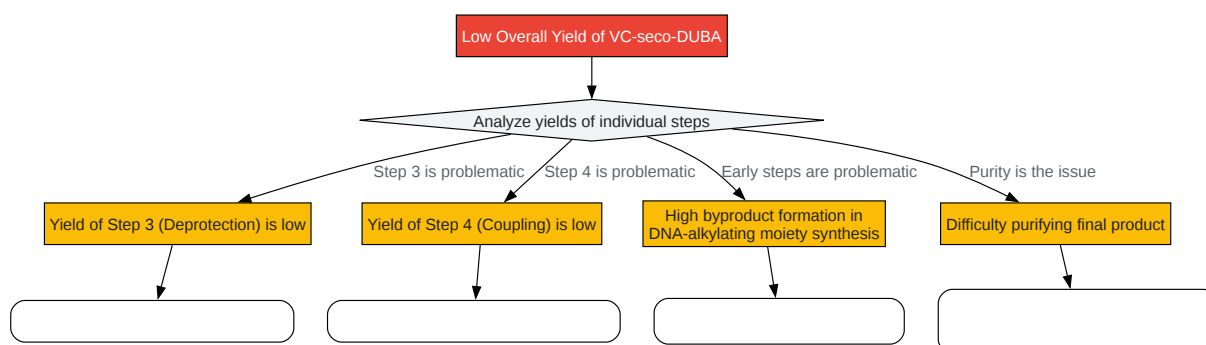 Low Overall Yield of VC-seco-DUBA
Analyze yields of individual steps
Step 3 is problematic
Step 4 is problematic
Early steps are problematic
Purity is the issue
Yield of Step 3 (Deprotection) is low
Yield of Step 4 (Coupling) is low
High byproduct formation in
DNA-alkylating moiety synthesis
Difficulty purifying final product